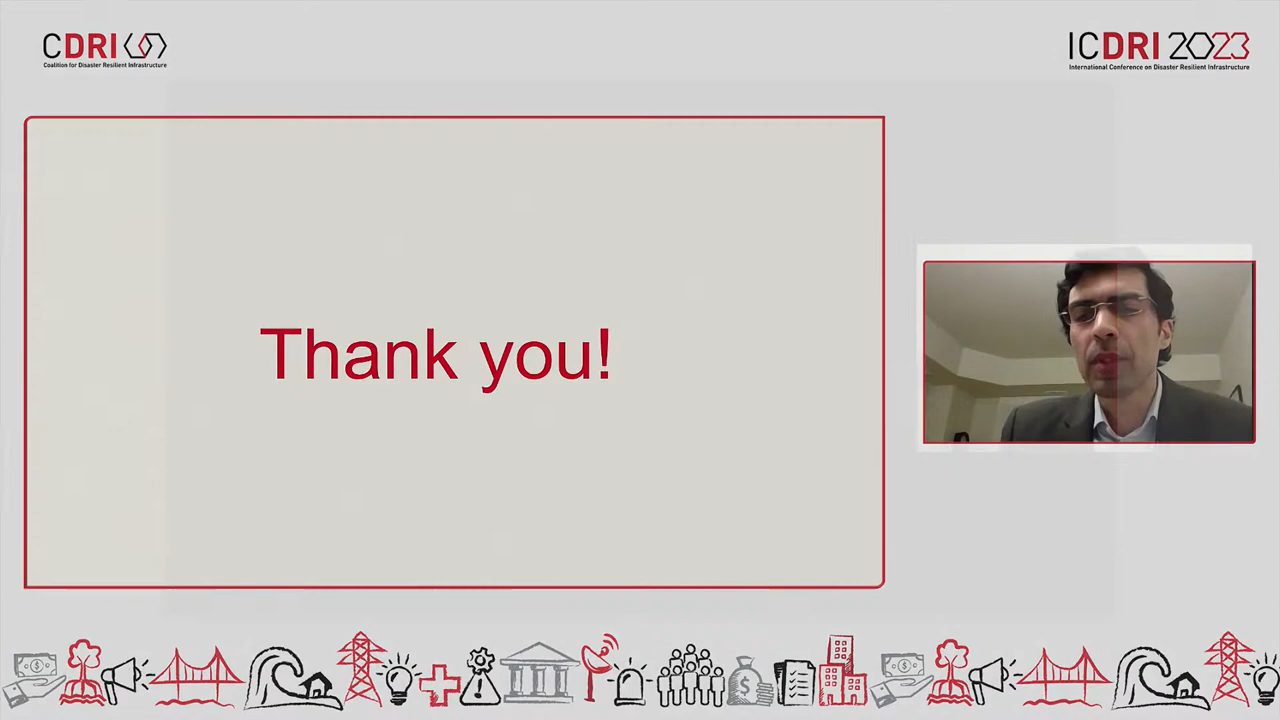 CDRI
Coalition for Disaster Resilient Infrastructure
ICDRI 2023
International Conference on Disaster Resilient Infrastructure
Thank you!
$
$
$